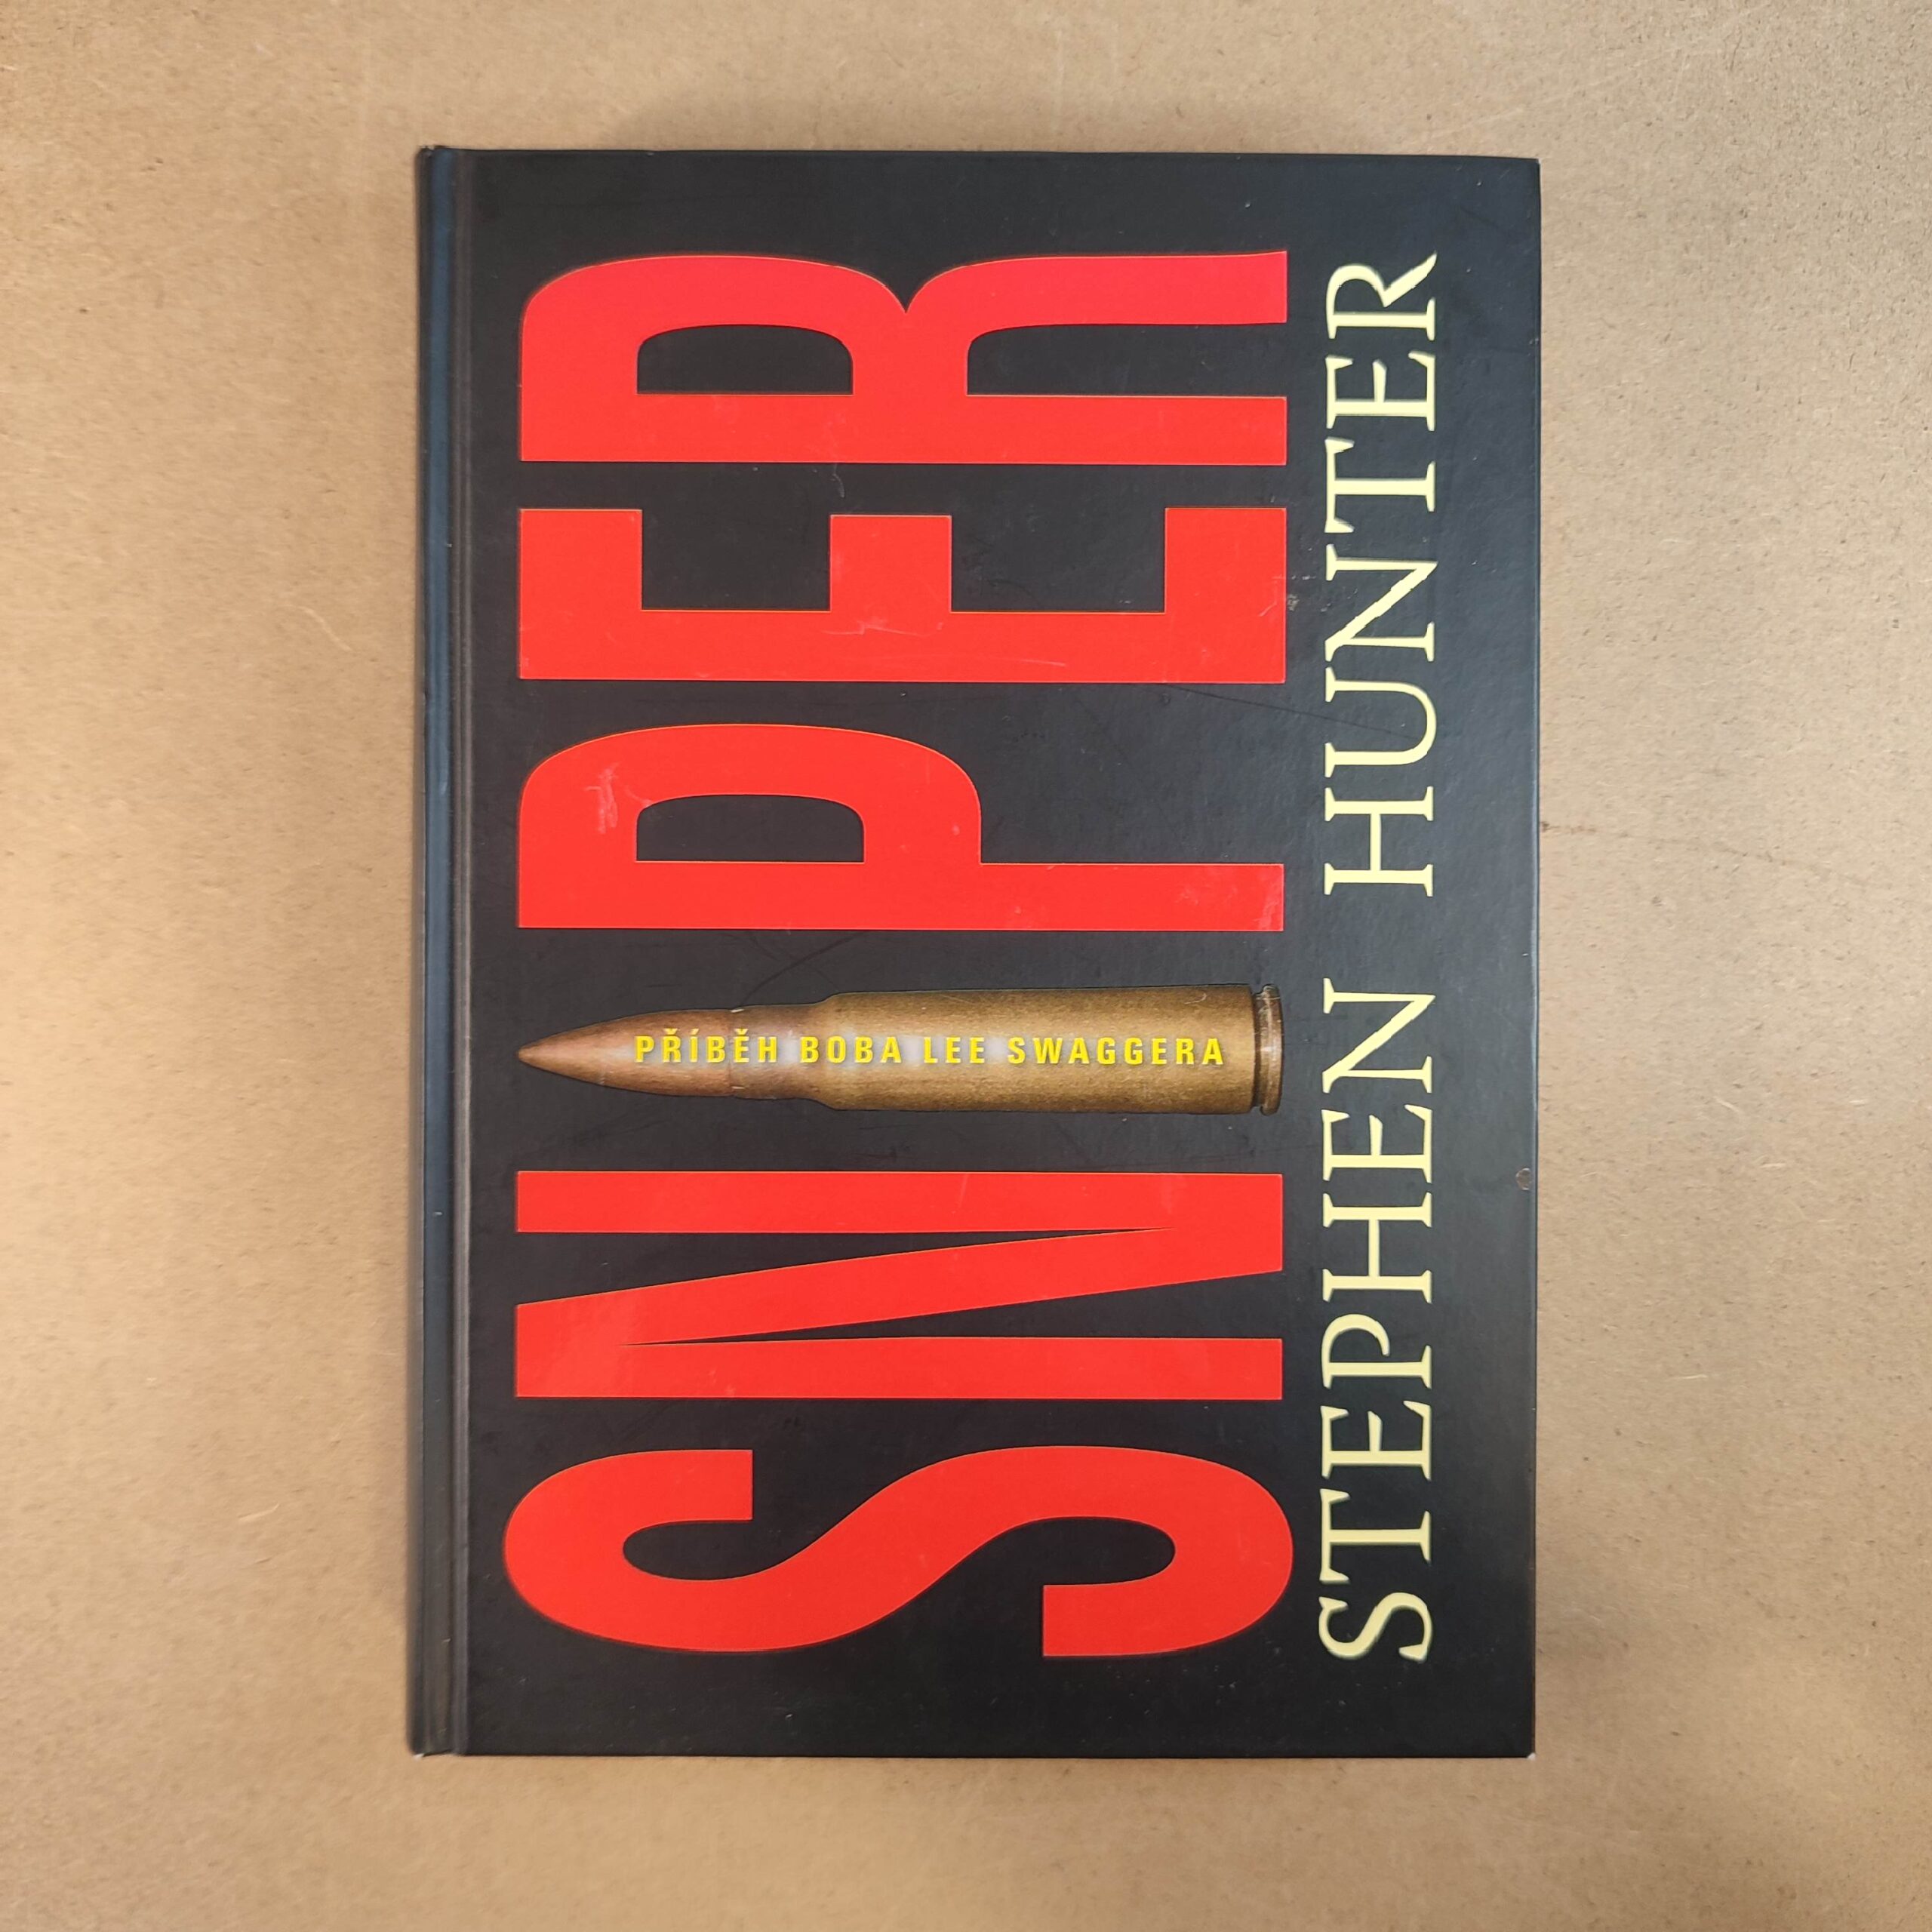 SNIPER
PŘÍBĚH BOBA LEE SWAGGERA
STEPHEN HUNTER